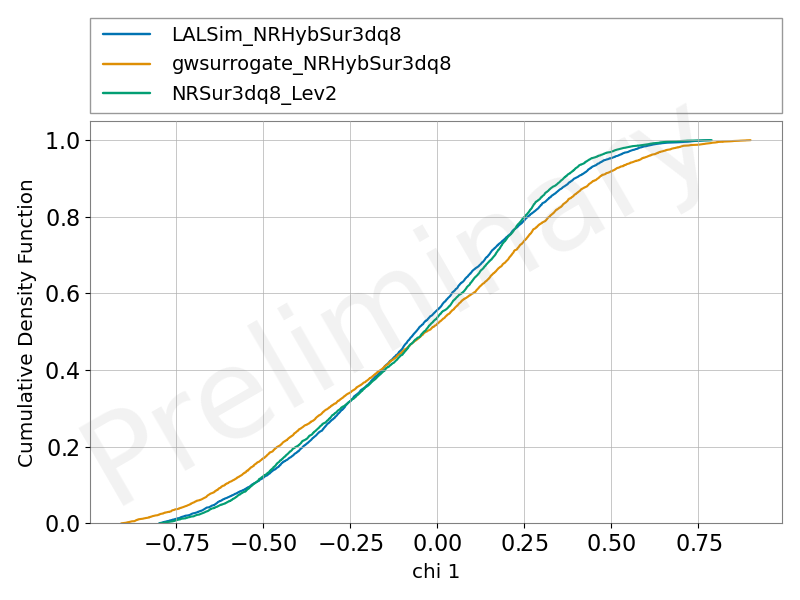 LALSim_NRHybSur3dq8
gwsurrogate_NRHybSur3dq8
NRSur3dq8_Lev2
Preliminary
Cumulative Density Function
1.0
0.8
0.6
0.4
0.2
0.0
−0.75 −0.50 −0.25 0.00 0.25 0.50 0.75
chi 1